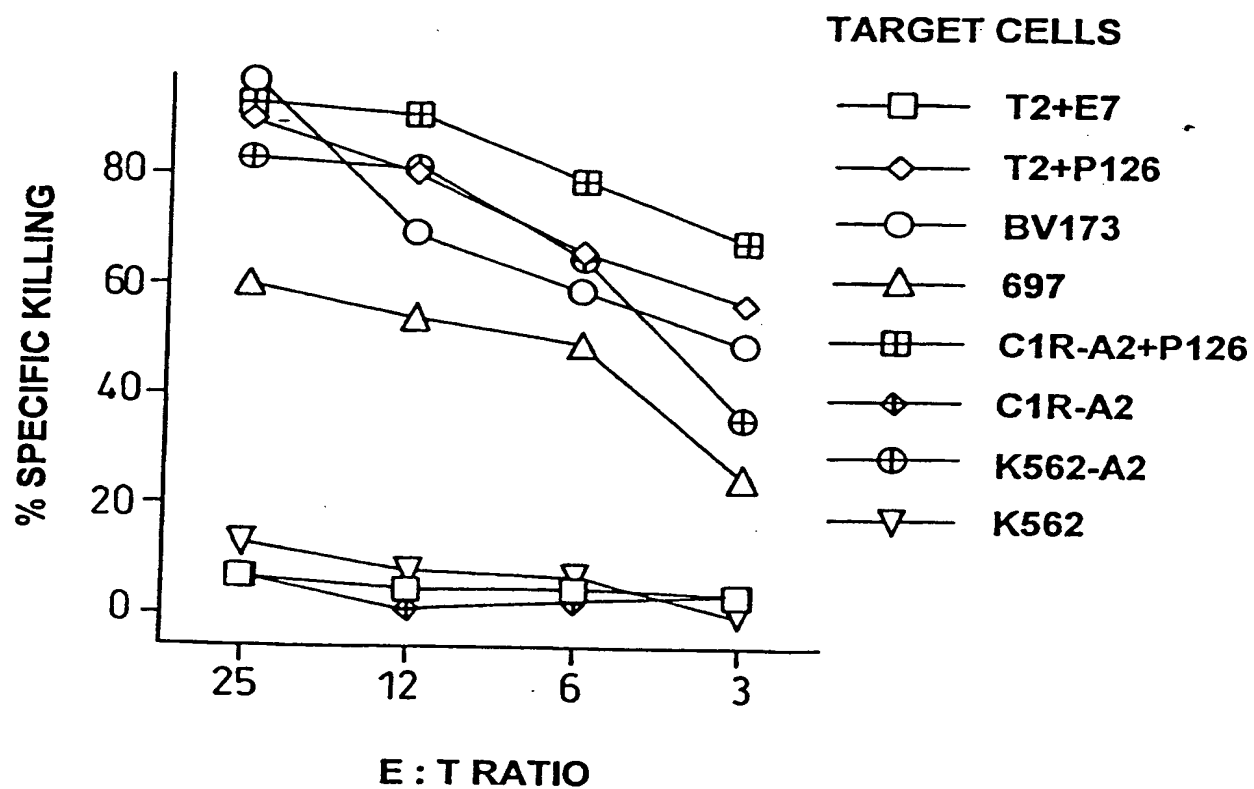 TARGET CELLS
T2+E7
T2+P126
BV173
697
C1R-A2+P126
C1R-A2
K562-A2
K562
% SPECIFIC KILLING
80
60
40
20
0
25 12 6 3
E : T RATIO